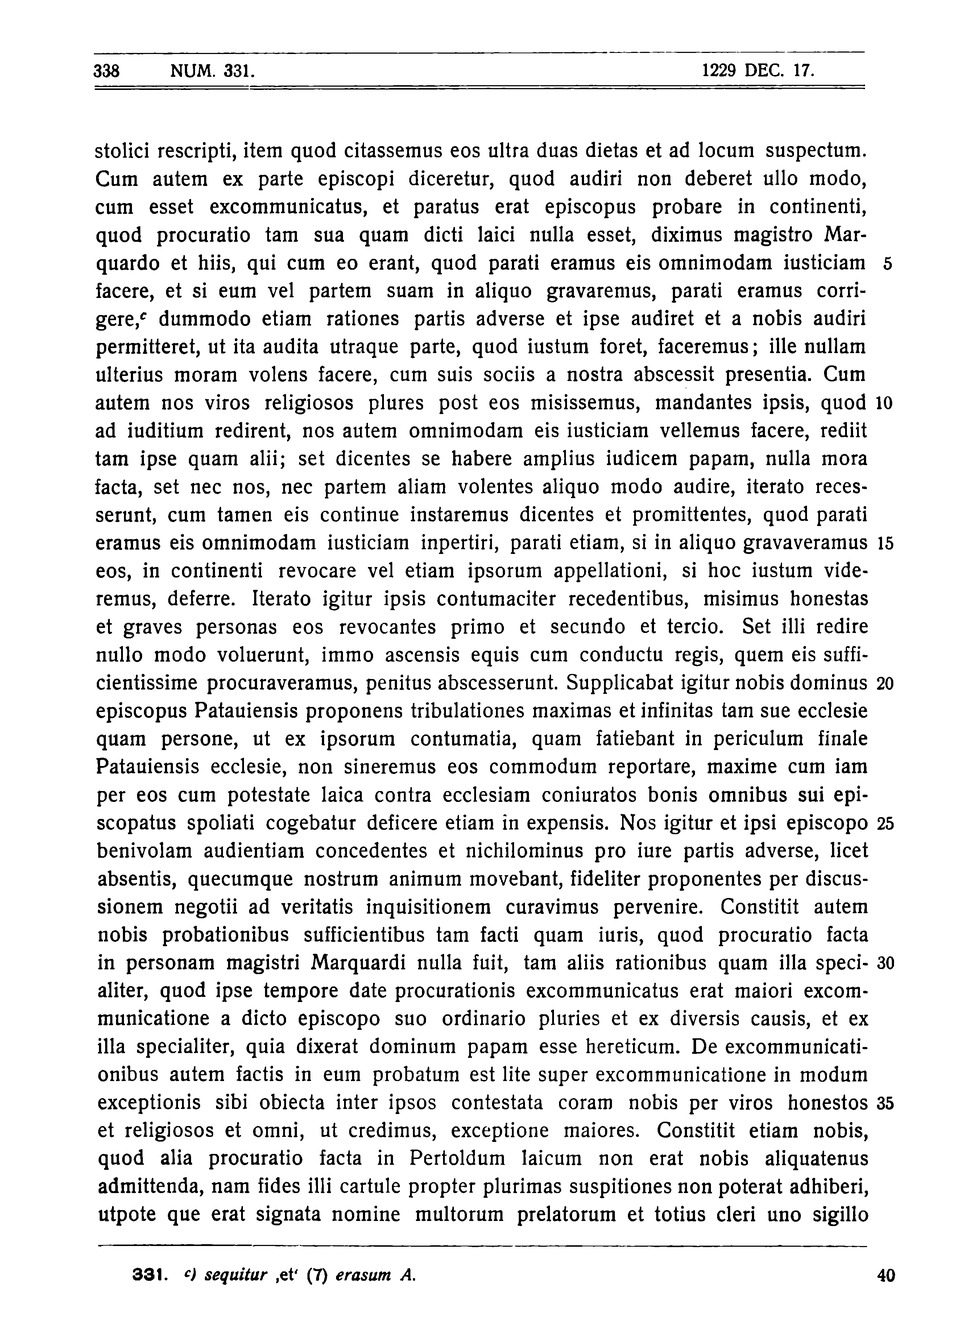 338 NUM. 331. 1229 DEC. 17.
stolici rescripti, item quod citassemus eos ultra duas dietas et ad locum suspectum.
Cum autem ex parte episcopi diceretur, quod audiri non deberet ullo modo,
cum esset excommunicatus, et paratus erat episcopus probare in continenti,
quod procuratio tam sua quam dicti laici nulla esset, diximus magistro Mar-
quardo et hiis, qui cum eo erant, quod parati eramus eis omnimodam iusticiam 5
facere, et si eum vel partem suam in aliquo gravaremus, parati eramus corri-
gere,ᶜ dummodo etiam rationes partis adverse et ipse audiret et a nobis audiri
permitteret, ut ita audita utraque parte, quod iustum foret, faceremus; ille nullam
ulterius moram volens facere, cum suis sociis a nostra abscessit presentia. Cum
autem nos viros religiosos plures post eos misissemus, mandantes ipsis, quod 10
ad iuditium redirent, nos autem omnimodam eis iusticiam vellemus facere, rediit
tam ipse quam alii; set dicentes se habere amplius iudicem papam, nulla mora
facta, set nec nos, nec partem aliam volentes aliquo modo audire, iterato reces-
serunt, cum tamen eis continue instaremus dicentes et promittentes, quod parati
eramus eis omnimodam iusticiam inpertiri, parati etiam, si in aliquo gravaveramus 15
eos, in continenti revocare vel etiam ipsorum appellationi, si hoc iustum vide-
remus, deferre. Iterato igitur ipsis contumaciter recedentibus, misimus honestas
et graves personas eos revocantes primo et secundo et tercio. Set illi redire
nullo modo voluerunt, immo ascensis equis cum conductu regis, quem eis suffi-
cientissime procuraveramus, penitus abscesserunt. Supplicabat igitur nobis dominus 20
episcopus Patauiensis proponens tribulationes maximas et infinitas tam sue ecclesie
quam persone, ut ex ipsorum contumatia, quam fatiebant in periculum finale
Patauiensis ecclesie, non sineremus eos commodum reportare, maxime cum iam
per eos cum potestate laica contra ecclesiam coniuratos bonis omnibus sui epi-
scopatus spoliati cogebatur deficere etiam in expensis. Nos igitur et ipsi episcopo 25
benivolam audientiam concedentes et nichilominus pro iure partis adverse, licet
absentis, quecumque nostrum animum movebant, fideliter proponentes per discus-
sionem negotii ad veritatis inquisitionem curavimus pervenire. Constitit autem
nobis probationibus sufficientibus tam facti quam iuris, quod procuratio facta
in personam magistri Marquardi nulla fuit, tam aliis rationibus quam illa speci- 30
aliter, quod ipse tempore date procurationis excommunicatus erat maiori excom-
municatione a dicto episcopo suo ordinario pluries et ex diversis causis, et ex
illa specialiter, quia dixerat dominum papam esse hereticum. De excommunicati-
onibus autem factis in eum probatum est lite super excommunicatione in modum
exceptionis sibi obiecta inter ipsos contestata coram nobis per viros honestos 35
et religiosos et omni, ut credimus, exceptione maiores. Constitit etiam nobis,
quod alia procuratio facta in Pertoldum laicum non erat nobis aliquatenus
admittenda, nam fides illi cartule propter plurimas suspitiones non poterat adhiberi,
utpote que erat signata nomine multorum prelatorum et totius cleri uno sigillo
331. ᶜ) sequitur ‚et‘ (7) erasum A. 40